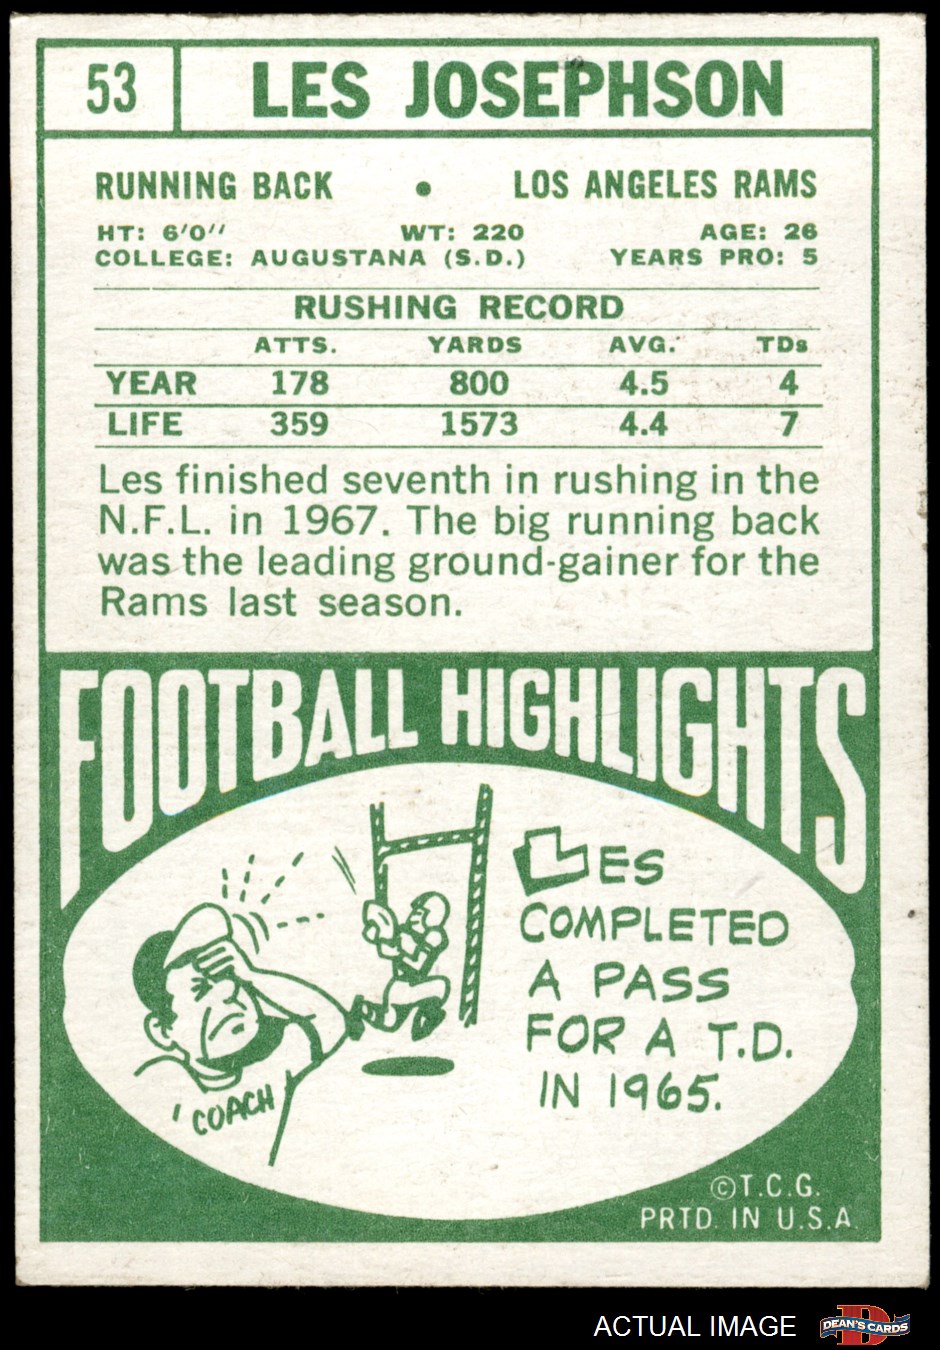 53 LES JOSEPHSON
RUNNING BACK • LOS ANGELES RAMS
HT: 6'0" WT: 220 AGE: 26
COLLEGE: AUGUSTANA (S.D.) YEARS PRO: 5
RUSHING RECORD
ATTS. YARDS AVG. TDs
YEAR 178 800 4.5 4
LIFE 359 1573 4.4 7
Les finished seventh in rushing in the
N.F.L. in 1967. The big running back
was the leading ground-gainer for the
Rams last season.
FOOTBALL HIGHLIGHTS
LES
COMPLETED
A PASS
FOR A T.D.
IN 1965.
COACH
©T.C.G.
PRTD. IN U.S.A.
ACTUAL IMAGE
DEAN'S CARDS